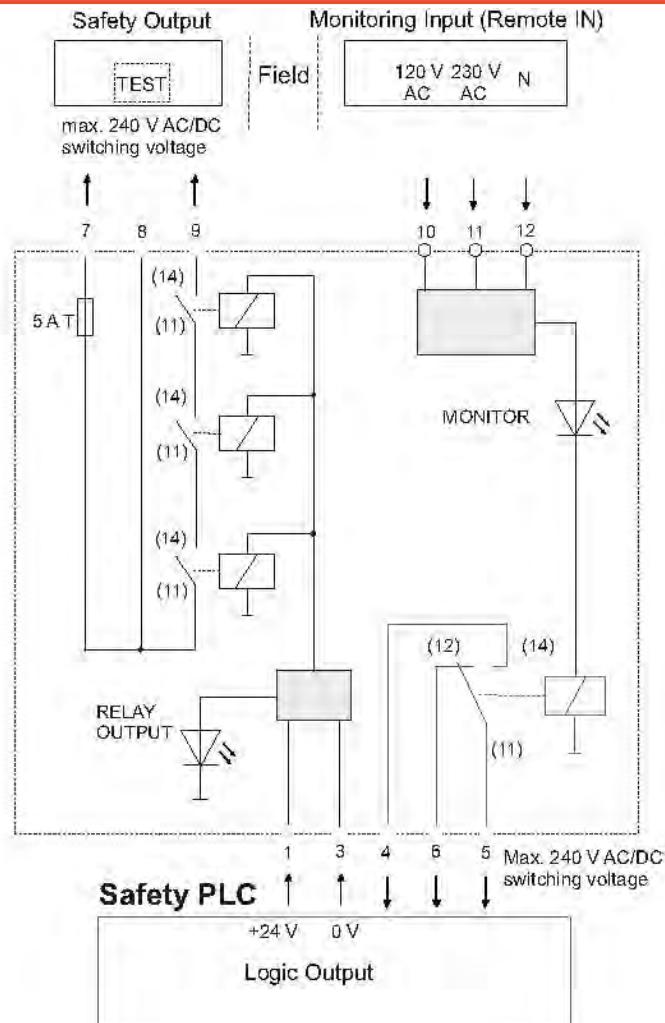 Safety Output
Monitoring Input (Remote IN)
TEST
Field
120 V 230 V N
AC AC
max. 240 V AC/DC
switching voltage
7 8 9 10 11 12
(14)
5 A T
(11)
(14)
MONITOR
(11)
(14)
(11)
(12) (14)
RELAY
OUTPUT
(11)
1 3 4 6 5
Max. 240 V AC/DC
switching voltage
Safety PLC
+24 V 0 V
Logic Output